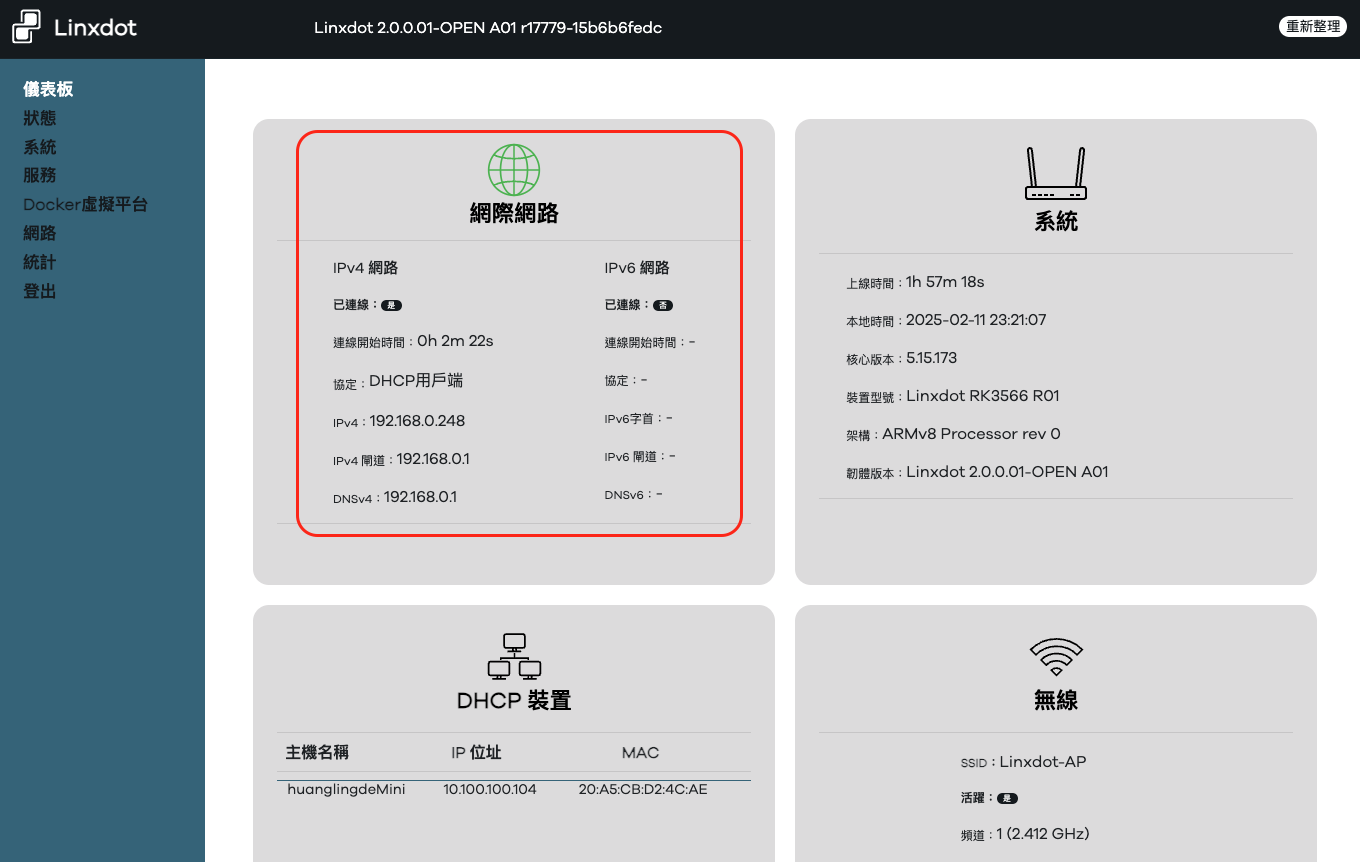 Linxdot
Linxdot 2.0.0.01-OPEN A01 r17779-15b6b6fedc
重新整理
儀表板
狀態
系統
服務
Docker虛擬平台
網路
統計
登出
網際網路
IPv4 網路
已連線：是
連線開始時間：0h 2m 22s
協定：DHCP用戶端
IPv4：192.168.0.248
IPv4 閘道：192.168.0.1
DNSv4：192.168.0.1
IPv6 網路
已連線：否
連線開始時間：-
協定：-
IPv6字首：-
IPv6 閘道：-
DNSv6：-
系統
上線時間：1h 57m 18s
本地時間：2025-02-11 23:21:07
核心版本：5.15.173
裝置型號：Linxdot RK3566 R01
架構：ARMv8 Processor rev 0
韌體版本：Linxdot 2.0.0.01-OPEN A01
DHCP 裝置
主機名稱 IP 位址 MAC
huanglingdeMini 10.100.100.104 20:A5:CB:D2:4C:AE
無線
SSID：Linxdot-AP
活躍：是
頻道：1 (2.412 GHz)